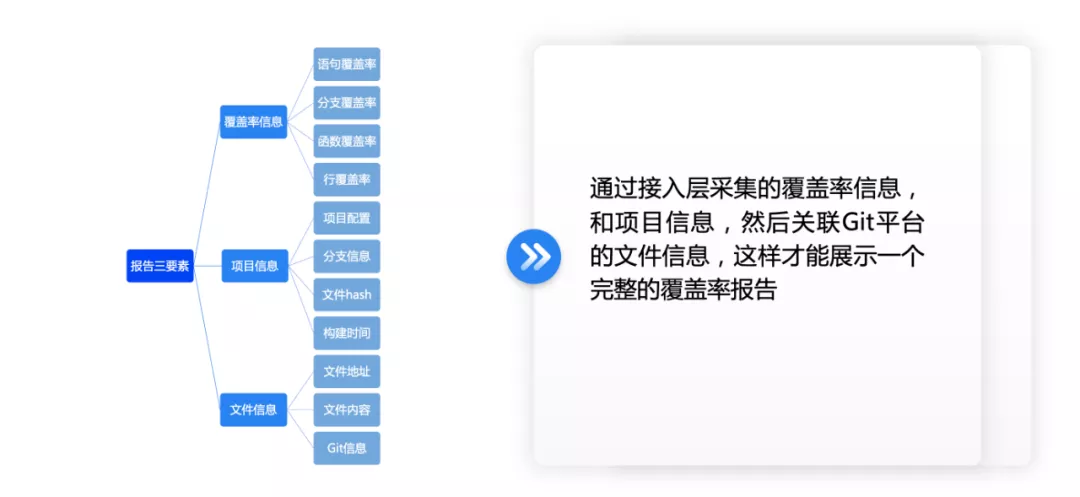 报告三要素
覆盖率信息
语句覆盖率
分支覆盖率
函数覆盖率
行覆盖率
项目信息
项目配置
分支信息
文件hash
构建时间
文件信息
文件地址
文件内容
Git信息
通过接入层采集的覆盖率信息，
和项目信息，然后关联Git平台
的文件信息，这样才能展示一个
完整的覆盖率报告